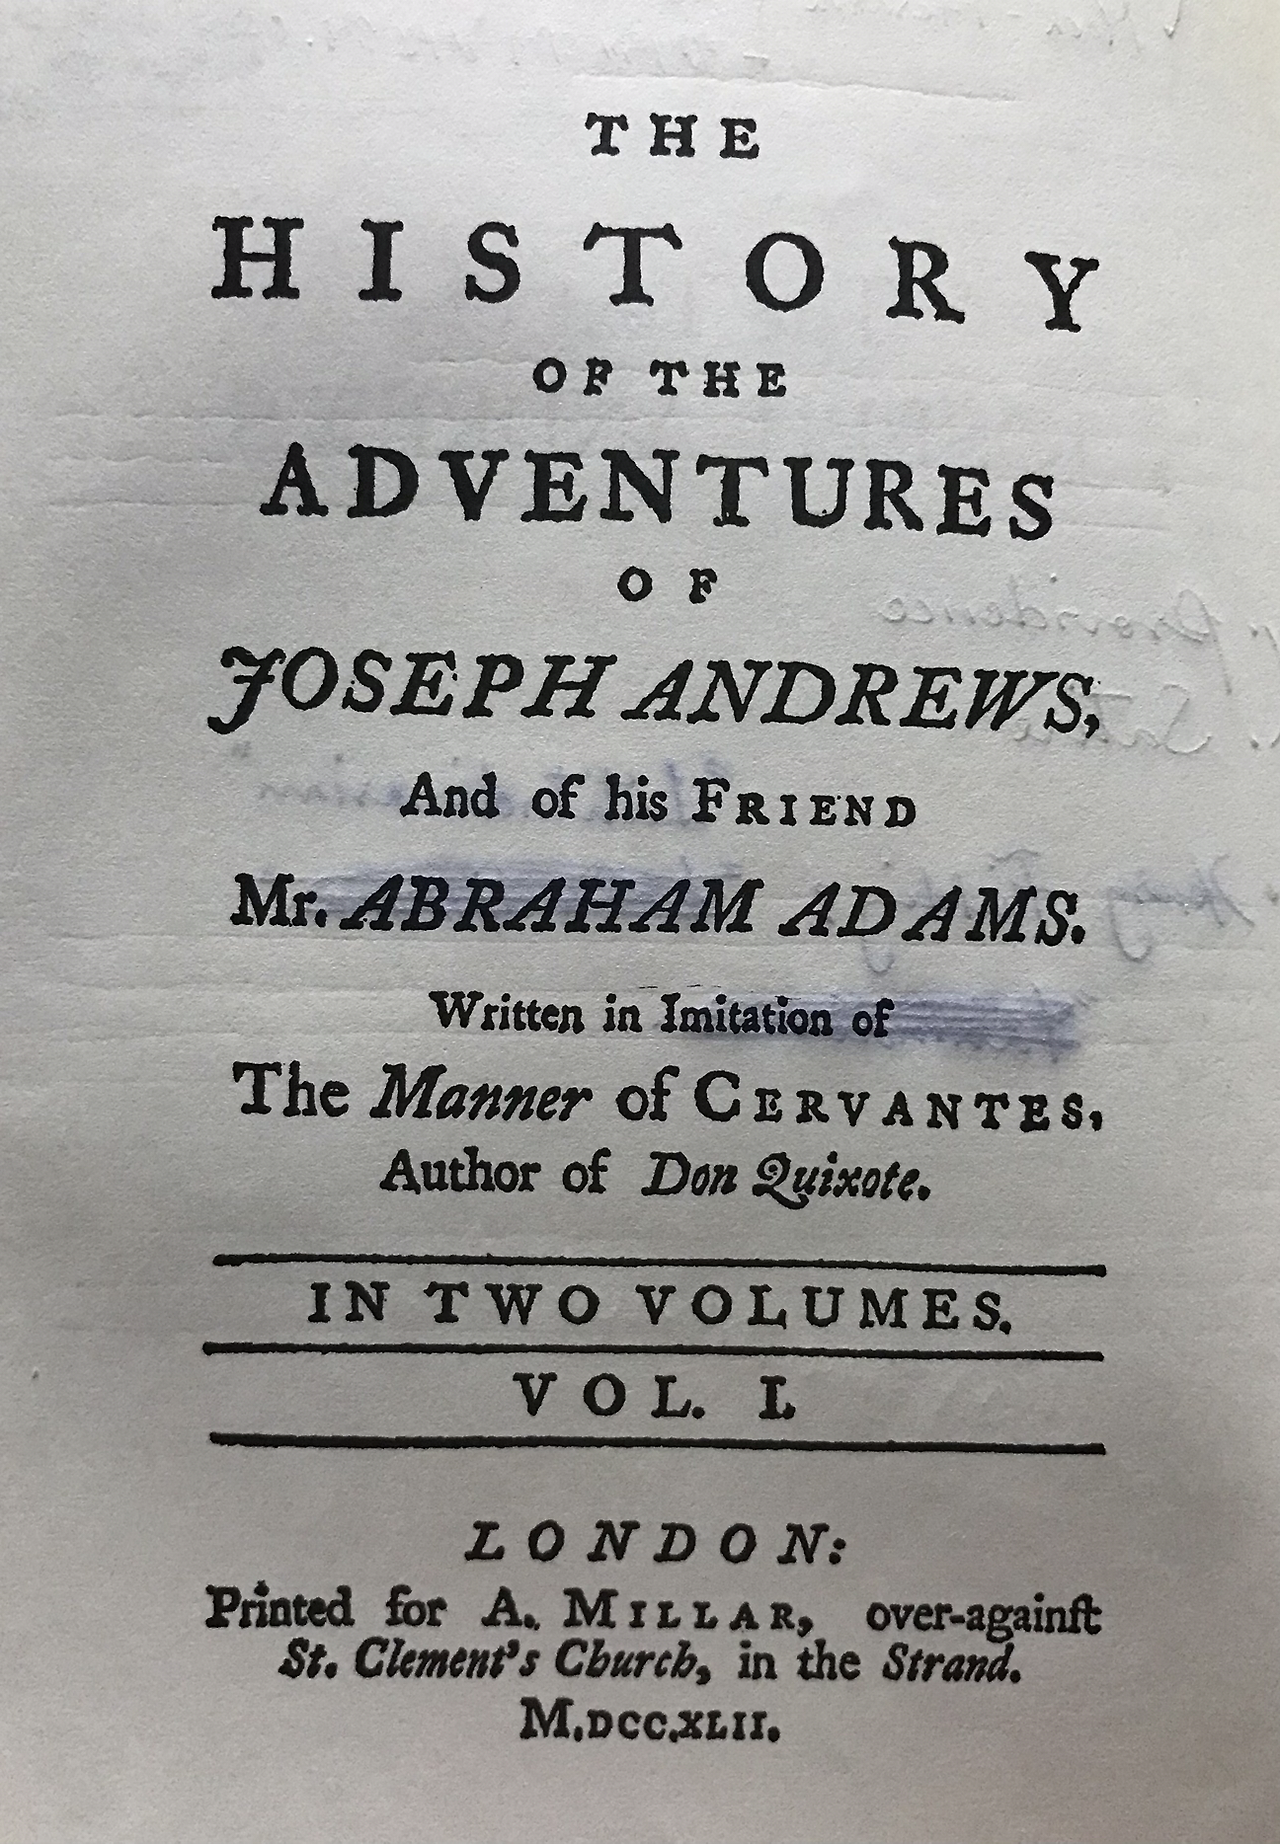 THE
HISTORY
OF THE
ADVENTURES
OF
JOSEPH ANDREWS,
And of his FRIEND
Mr. ABRAHAM ADAMS.
Written in Imitation of
The Manner of CERVANTES,
Author of Don Quixote.
IN TWO VOLUMES.
VOL. I.
LONDON:
Printed for A. MILLAR, over-againſt
St. Clement's Church, in the Strand.
M.DCC.XLII.